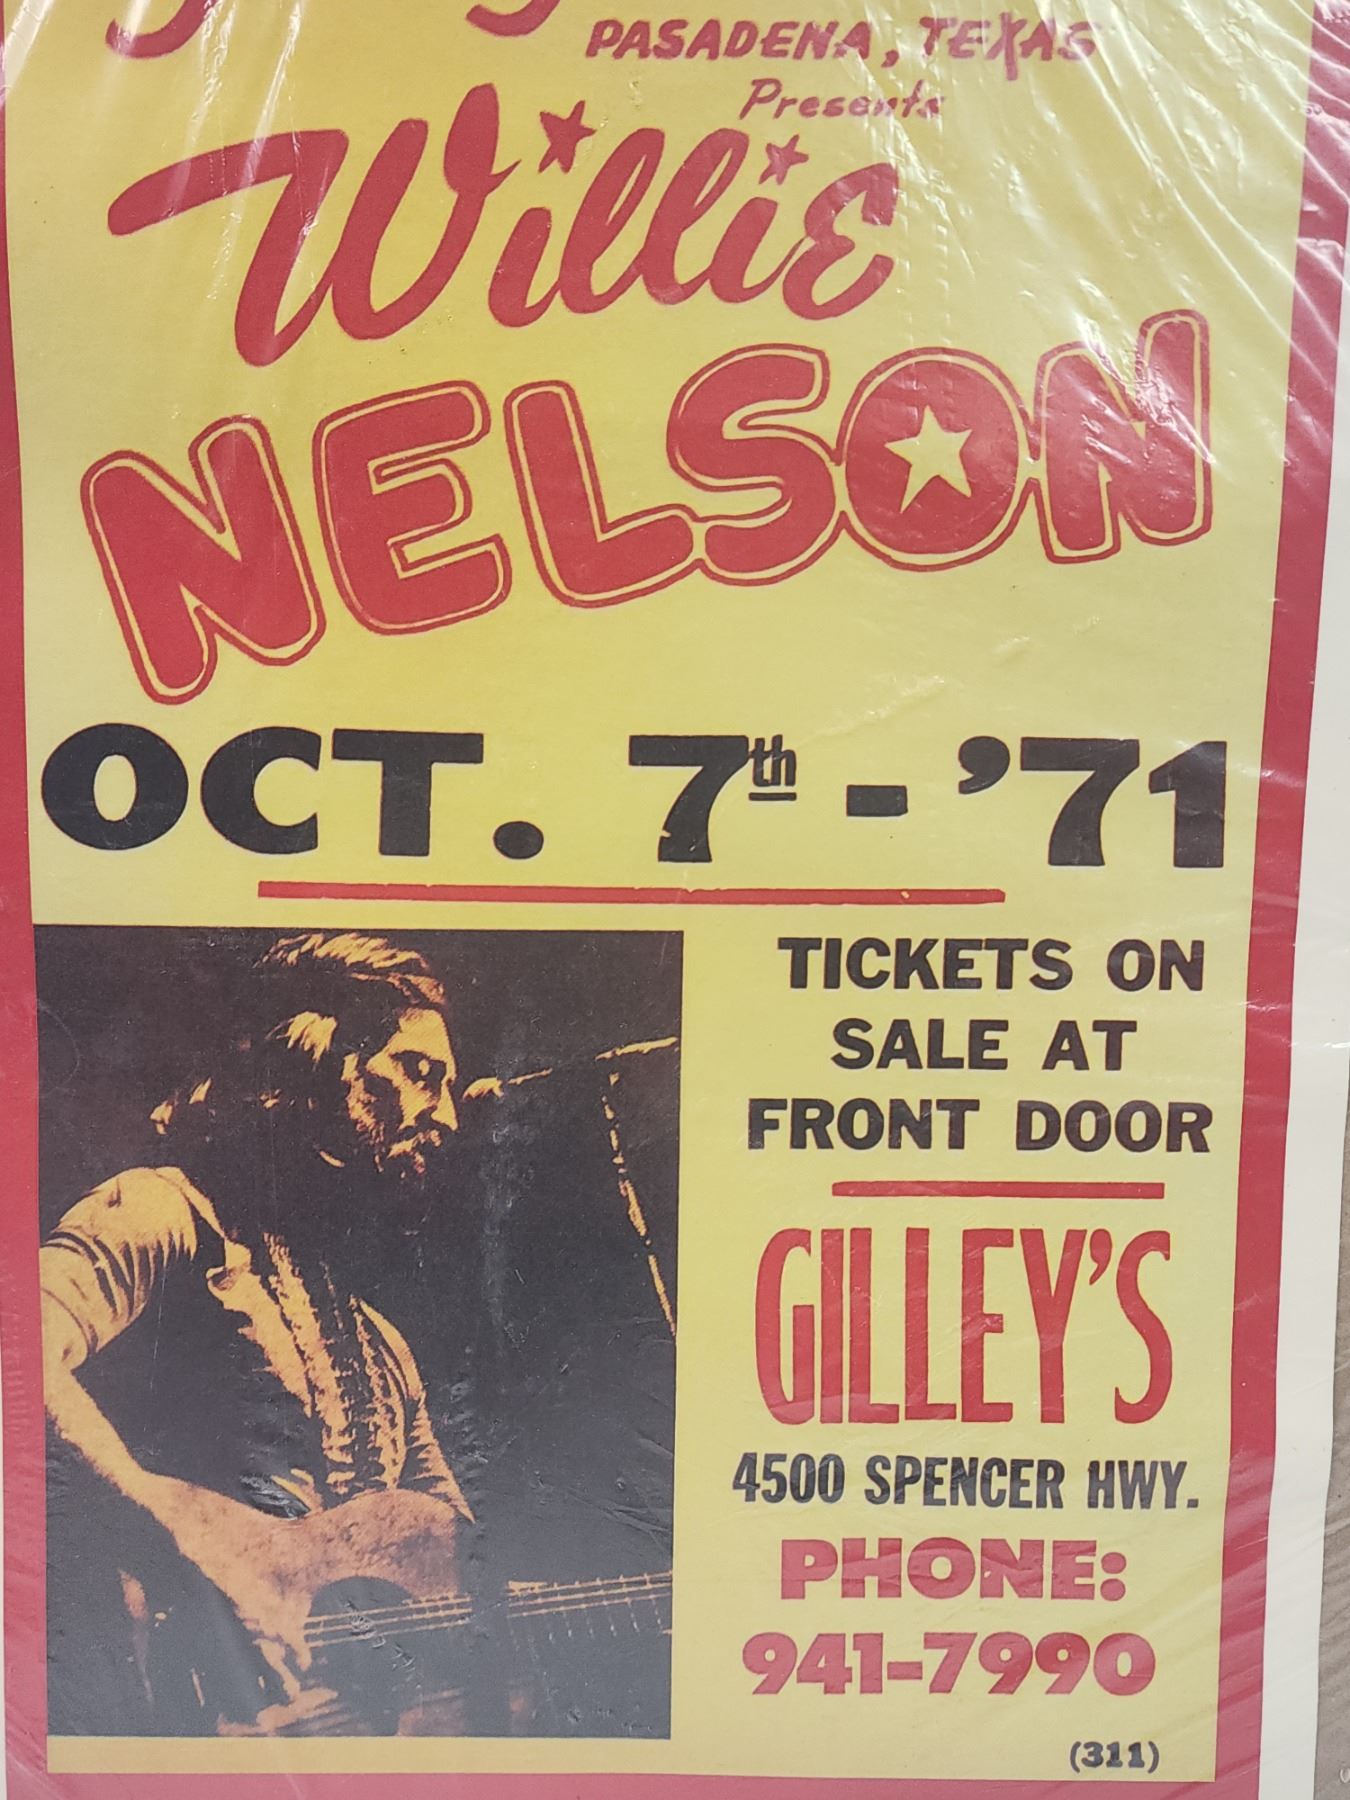 PASADENA, TEXAS
Presents
Willie
NELSON
OCT. 7th - '71
TICKETS ON
SALE AT
FRONT DOOR
GILLEY'S
4500 SPENCER HWY.
PHONE:
941-7990
(311)